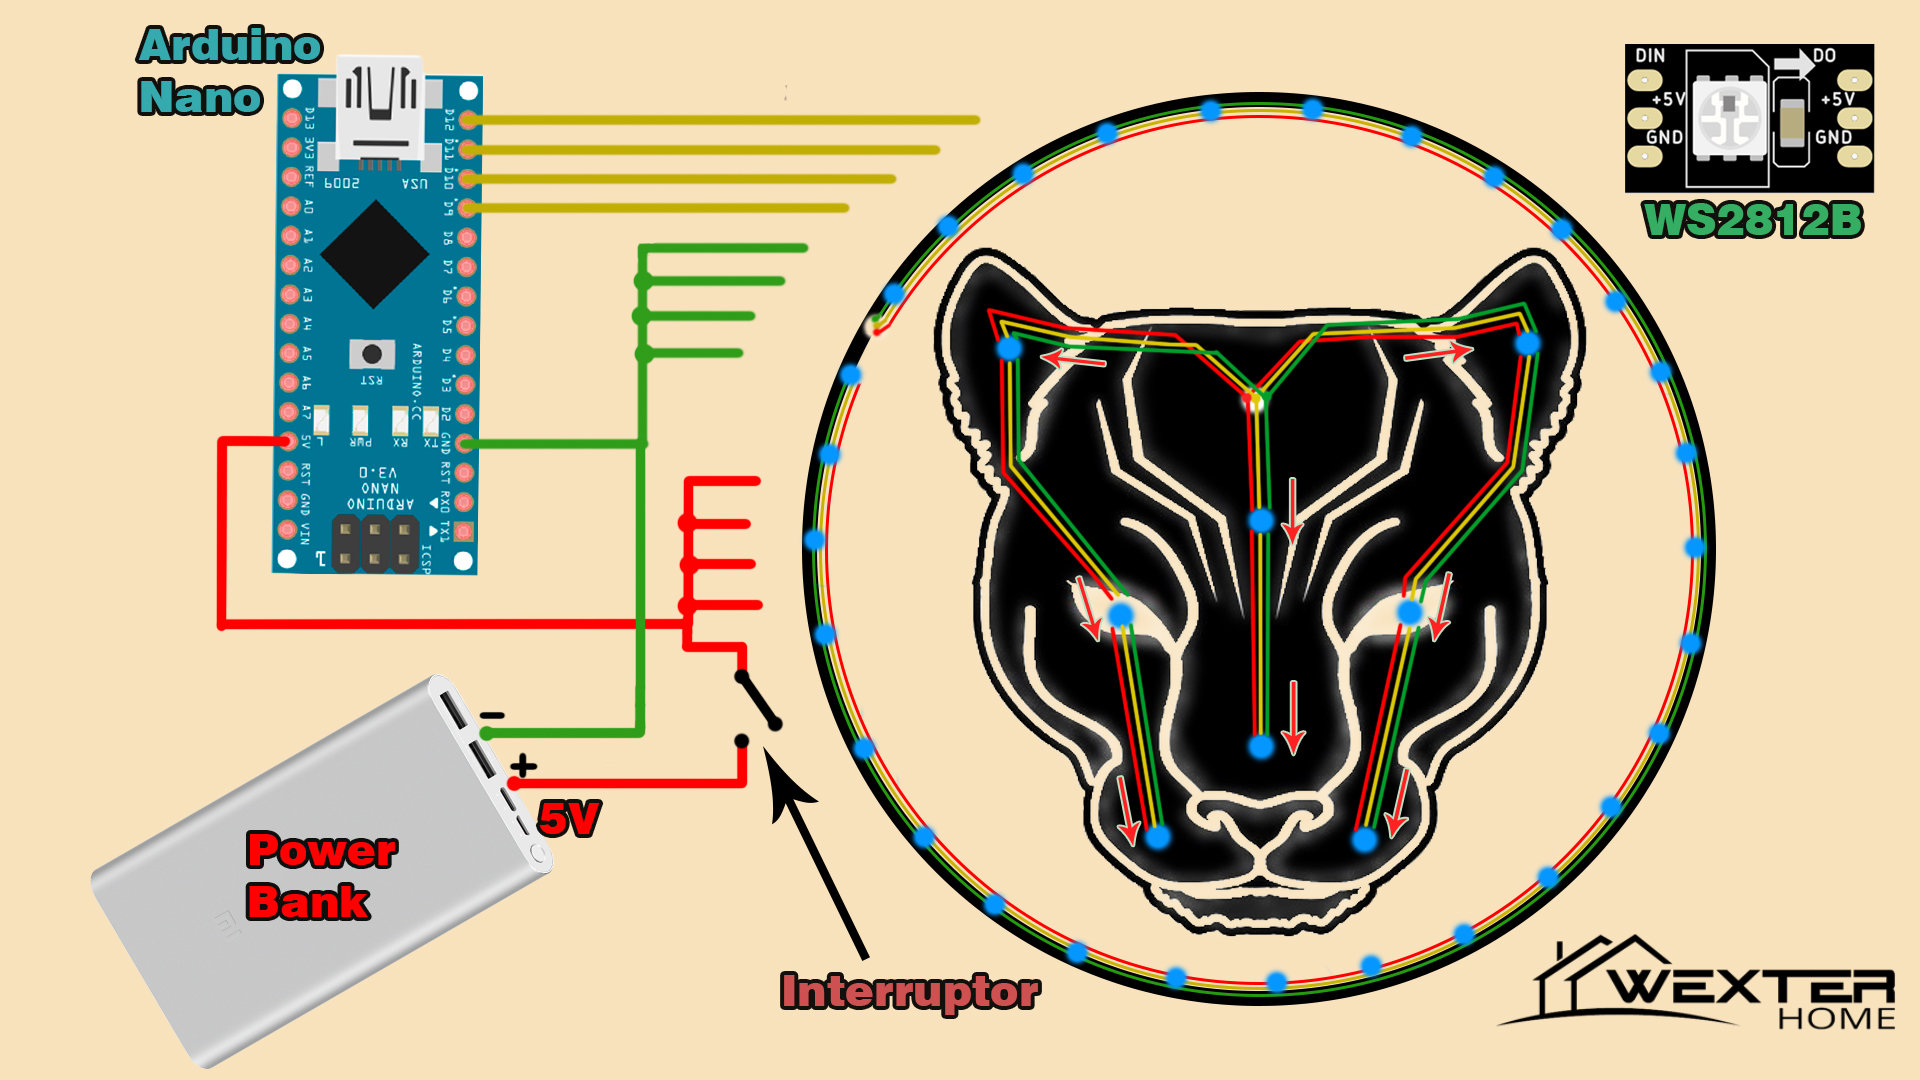 Arduino
Nano
D13
3V3
REF
A0
A1
A2
A3
A4
A5
A6
A7
5V
RST
GND
VIN
D12
D11
D10
D9
D8
D7
D6
D5
D4
D3
D2
GND
RST
RX0
TX1
2009
USA
RST
ARDUINO.CC
L
PWR
RX
TX
V3.0
NANO
ARDUINO
1
ICSP
DIN
DO
+5V
+5V
GND
GND
WS2812B
−
+
5V
Power
Bank
Interruptor
WEXTER
HOME